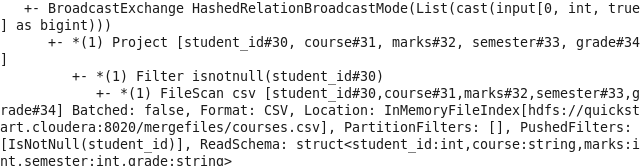 +- BroadcastExchange HashedRelationBroadcastMode(List(cast(input[0, int, true
] as bigint)))
+- *(1) Project [student_id#30, course#31, marks#32, semester#33, grade#34
]
+- *(1) Filter isnotnull(student_id#30)
+- *(1) FileScan csv [student_id#30,course#31,marks#32,semester#33,g
rade#34] Batched: false, Format: CSV, Location: InMemoryFileIndex[hdfs://quickst
art.cloudera:8020/mergefiles/courses.csv], PartitionFilters: [], PushedFilters:
[IsNotNull(student_id)], ReadSchema: struct<student_id:int,course:string,marks:i
nt,semester:int,grade:string>